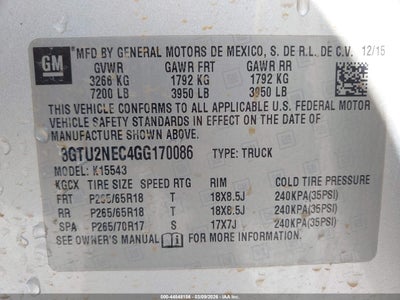 GM
MFD BY GENERAL MOTORS DE MEXICO, S. DE R.L. DE C.V. 12/15
GVWR GAWR FRT GAWR RR
3266 KG 1792 KG 1792 KG
7200 LB 3950 LB 3950 LB
THIS VEHICLE CONFORMS TO ALL APPLICABLE U.S. FEDERAL MOTOR
VEHICLE SAFETY, BUMPER, AND THEFT PREVENTION STANDARDS IN
EFFECT ON THE DATE OF MANUFACTURE SHOWN ABOVE.
3GTU2NEC4GG170086 TYPE: TRUCK
MODEL: K15543
KGCX TIRE SIZE SPEED RTG RIM COLD TIRE PRESSURE
FRT P265/65R18 T 18X8.5J 240KPA(35PSI)
RR P265/65R18 T 18X8.5J 240KPA(35PSI)
SPA P265/70R17 S 17X7J 240KPA(35PSI)
SEE OWNER'S MANUAL FOR MORE INFORMATION.